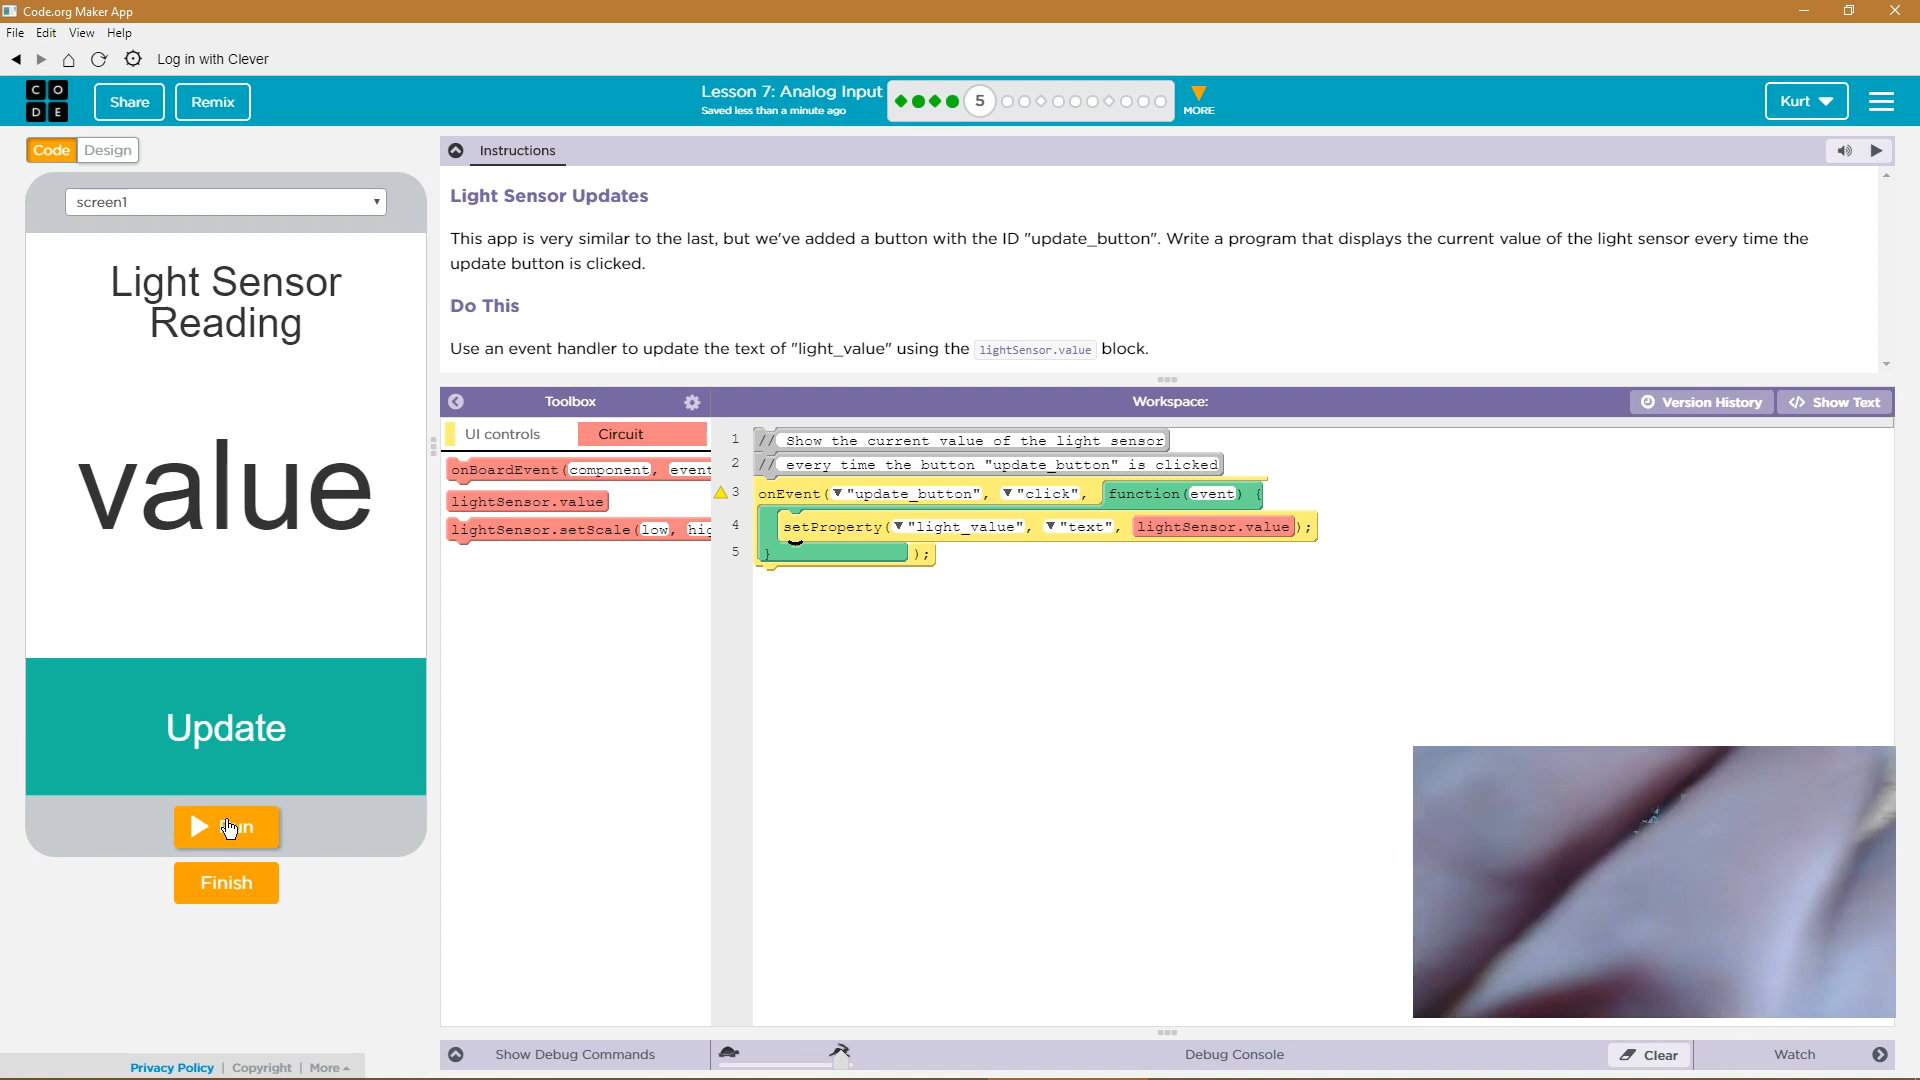 Code.org Maker App
File Edit View Help
Log in with Clever
C O
D E
Share
Remix
Lesson 7: Analog Input
Saved less than a minute ago
5
MORE
Kurt
Code
Design
screen1
Light Sensor
Reading
value
Update
Finish
Instructions
Light Sensor Updates
This app is very similar to the last, but we've added a button with the ID "update_button". Write a program that displays the current value of the light sensor every time the
update button is clicked.
Do This
Use an event handler to update the text of "light_value" using the lightSensor.value block.
Toolbox
Workspace:
Version History
</> Show Text
UI controls
Circuit
onBoardEvent(component, event
lightSensor.value
lightSensor.setScale(low,
1 // Show the current value of the light sensor
2 // every time the button "update_button" is clicked
3 onEvent(▼"update_button", ▼"click", function(event) {
4 setProperty(▼"light_value", ▼"text", lightSensor.value);
5 } );
Show Debug Commands
Debug Console
Clear
Watch
Privacy Policy | Copyright | More